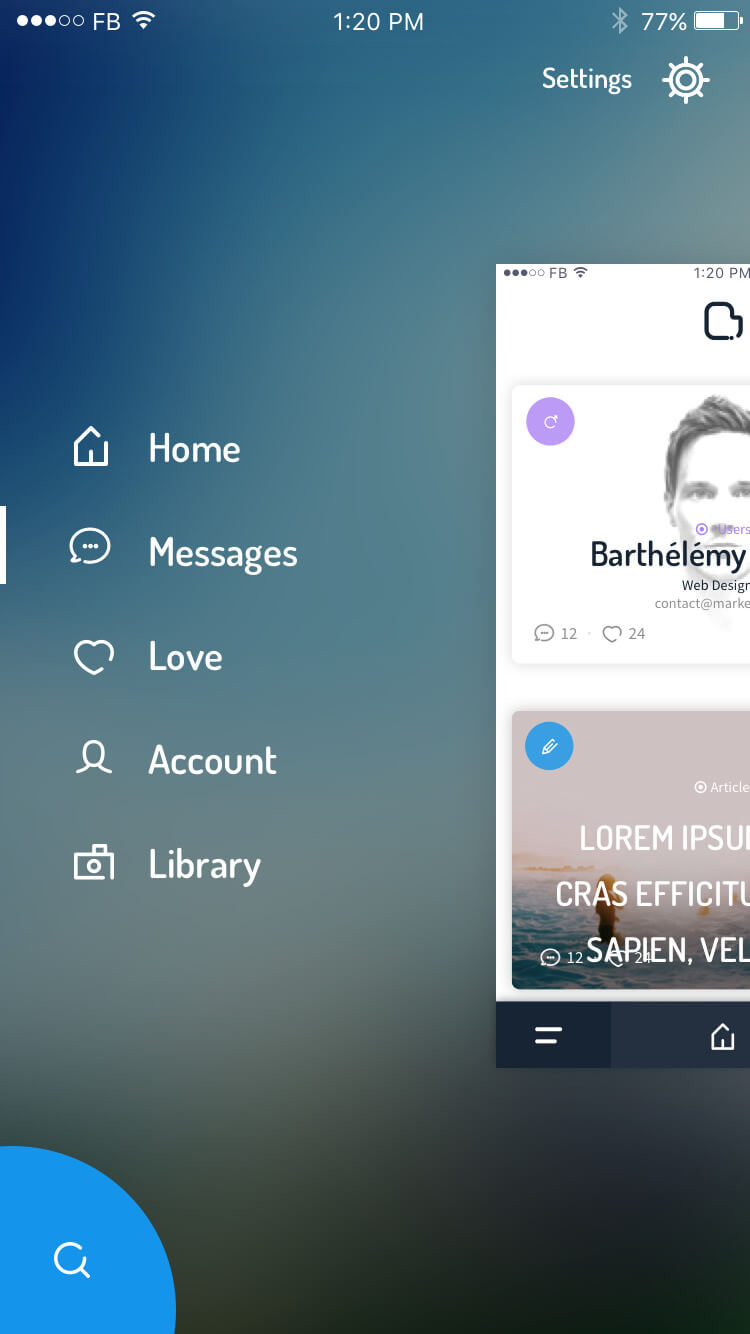 FB 1:20 PM 77%
Settings
Home
Messages
Love
Account
Library
FB 1:20 PM
Users
Barthélémy
Web Design
contact@marke
12 · 24
Article
LOREM IPSU
CRAS EFFICITU
SAPIEN, VEL
12 24